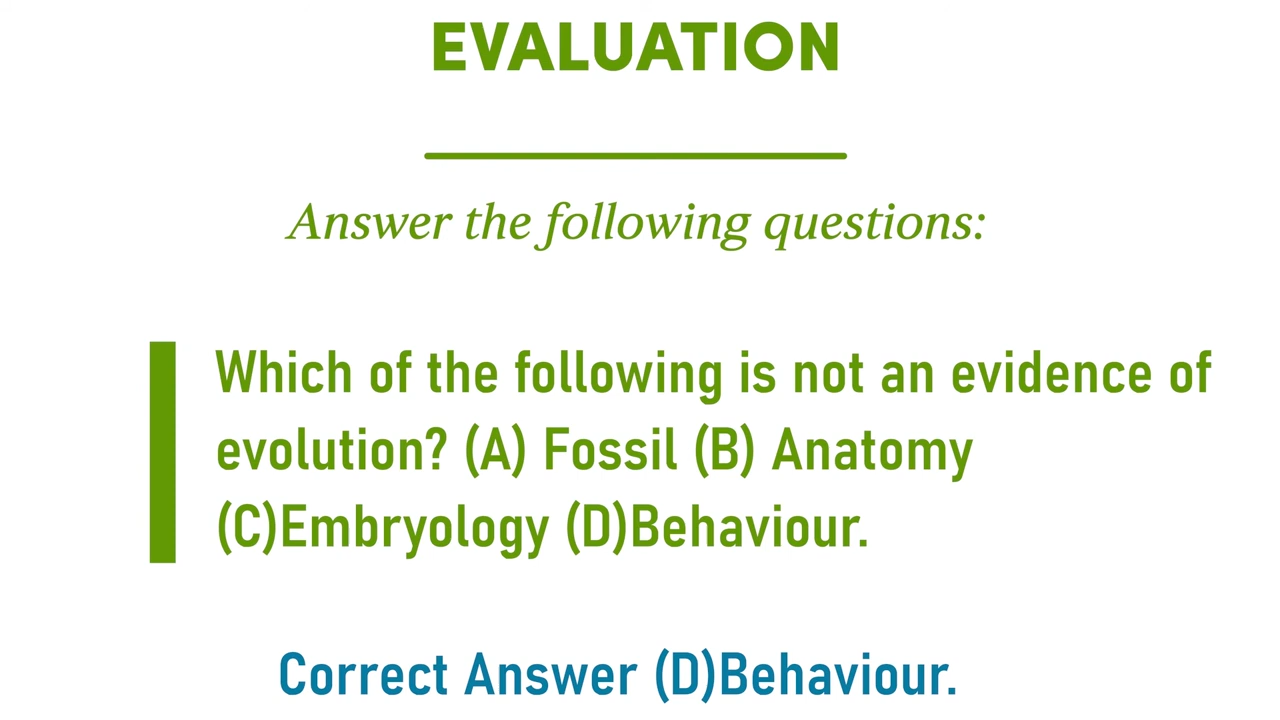 EVALUATION
Answer the following questions:
Which of the following is not an evidence of
evolution? (A) Fossil (B) Anatomy
(C)Embryology (D)Behaviour.
Correct Answer (D)Behaviour.